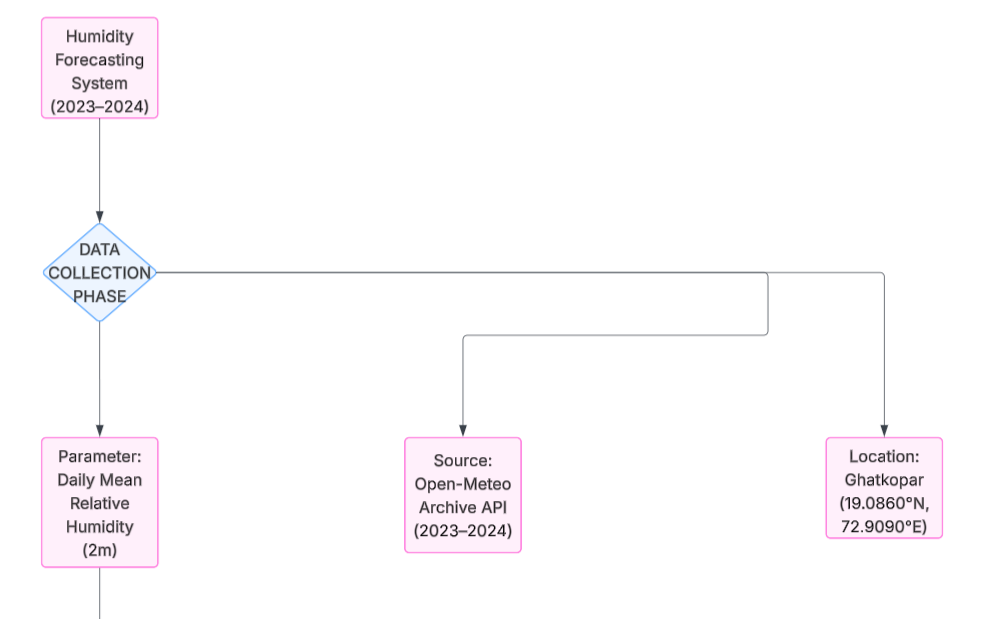 Humidity
Forecasting
System
(2023–2024)
DATA
COLLECTION
PHASE
Parameter:
Daily Mean
Relative
Humidity
(2m)
Source:
Open-Meteo
Archive API
(2023–2024)
Location:
Ghatkopar
(19.0860°N,
72.9090°E)